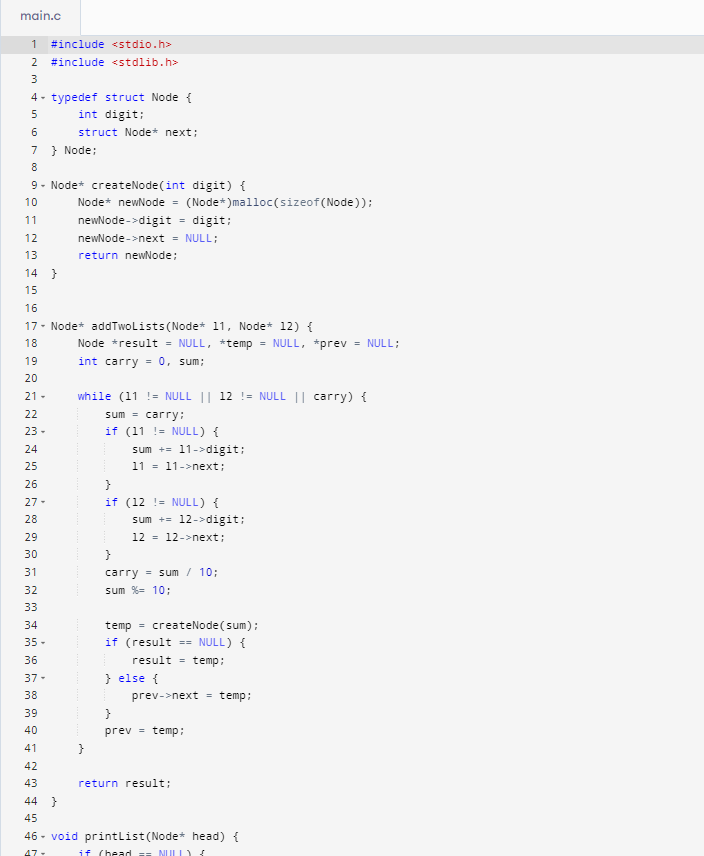 main.c
1 #include <stdio.h>
2 #include <stdlib.h>
3
4 typedef struct Node {
5     int digit;
6     struct Node* next;
7 } Node;
8
9 Node* createNode(int digit) {
10     Node* newNode = (Node*)malloc(sizeof(Node));
11     newNode->digit = digit;
12     newNode->next = NULL;
13     return newNode;
14 }
15
16
17 Node* addTwoLists(Node* l1, Node* l2) {
18     Node *result = NULL, *temp = NULL, *prev = NULL;
19     int carry = 0, sum;
20
21     while (l1 != NULL || l2 != NULL || carry) {
22         sum = carry;
23         if (l1 != NULL) {
24             sum += l1->digit;
25             l1 = l1->next;
26         }
27         if (l2 != NULL) {
28             sum += l2->digit;
29             l2 = l2->next;
30         }
31         carry = sum / 10;
32         sum %= 10;
33
34         temp = createNode(sum);
35         if (result == NULL) {
36             result = temp;
37         } else {
38             prev->next = temp;
39         }
40         prev = temp;
41     }
42
43     return result;
44 }
45
46 void printList(Node* head) {
47     if (head == NULL) {